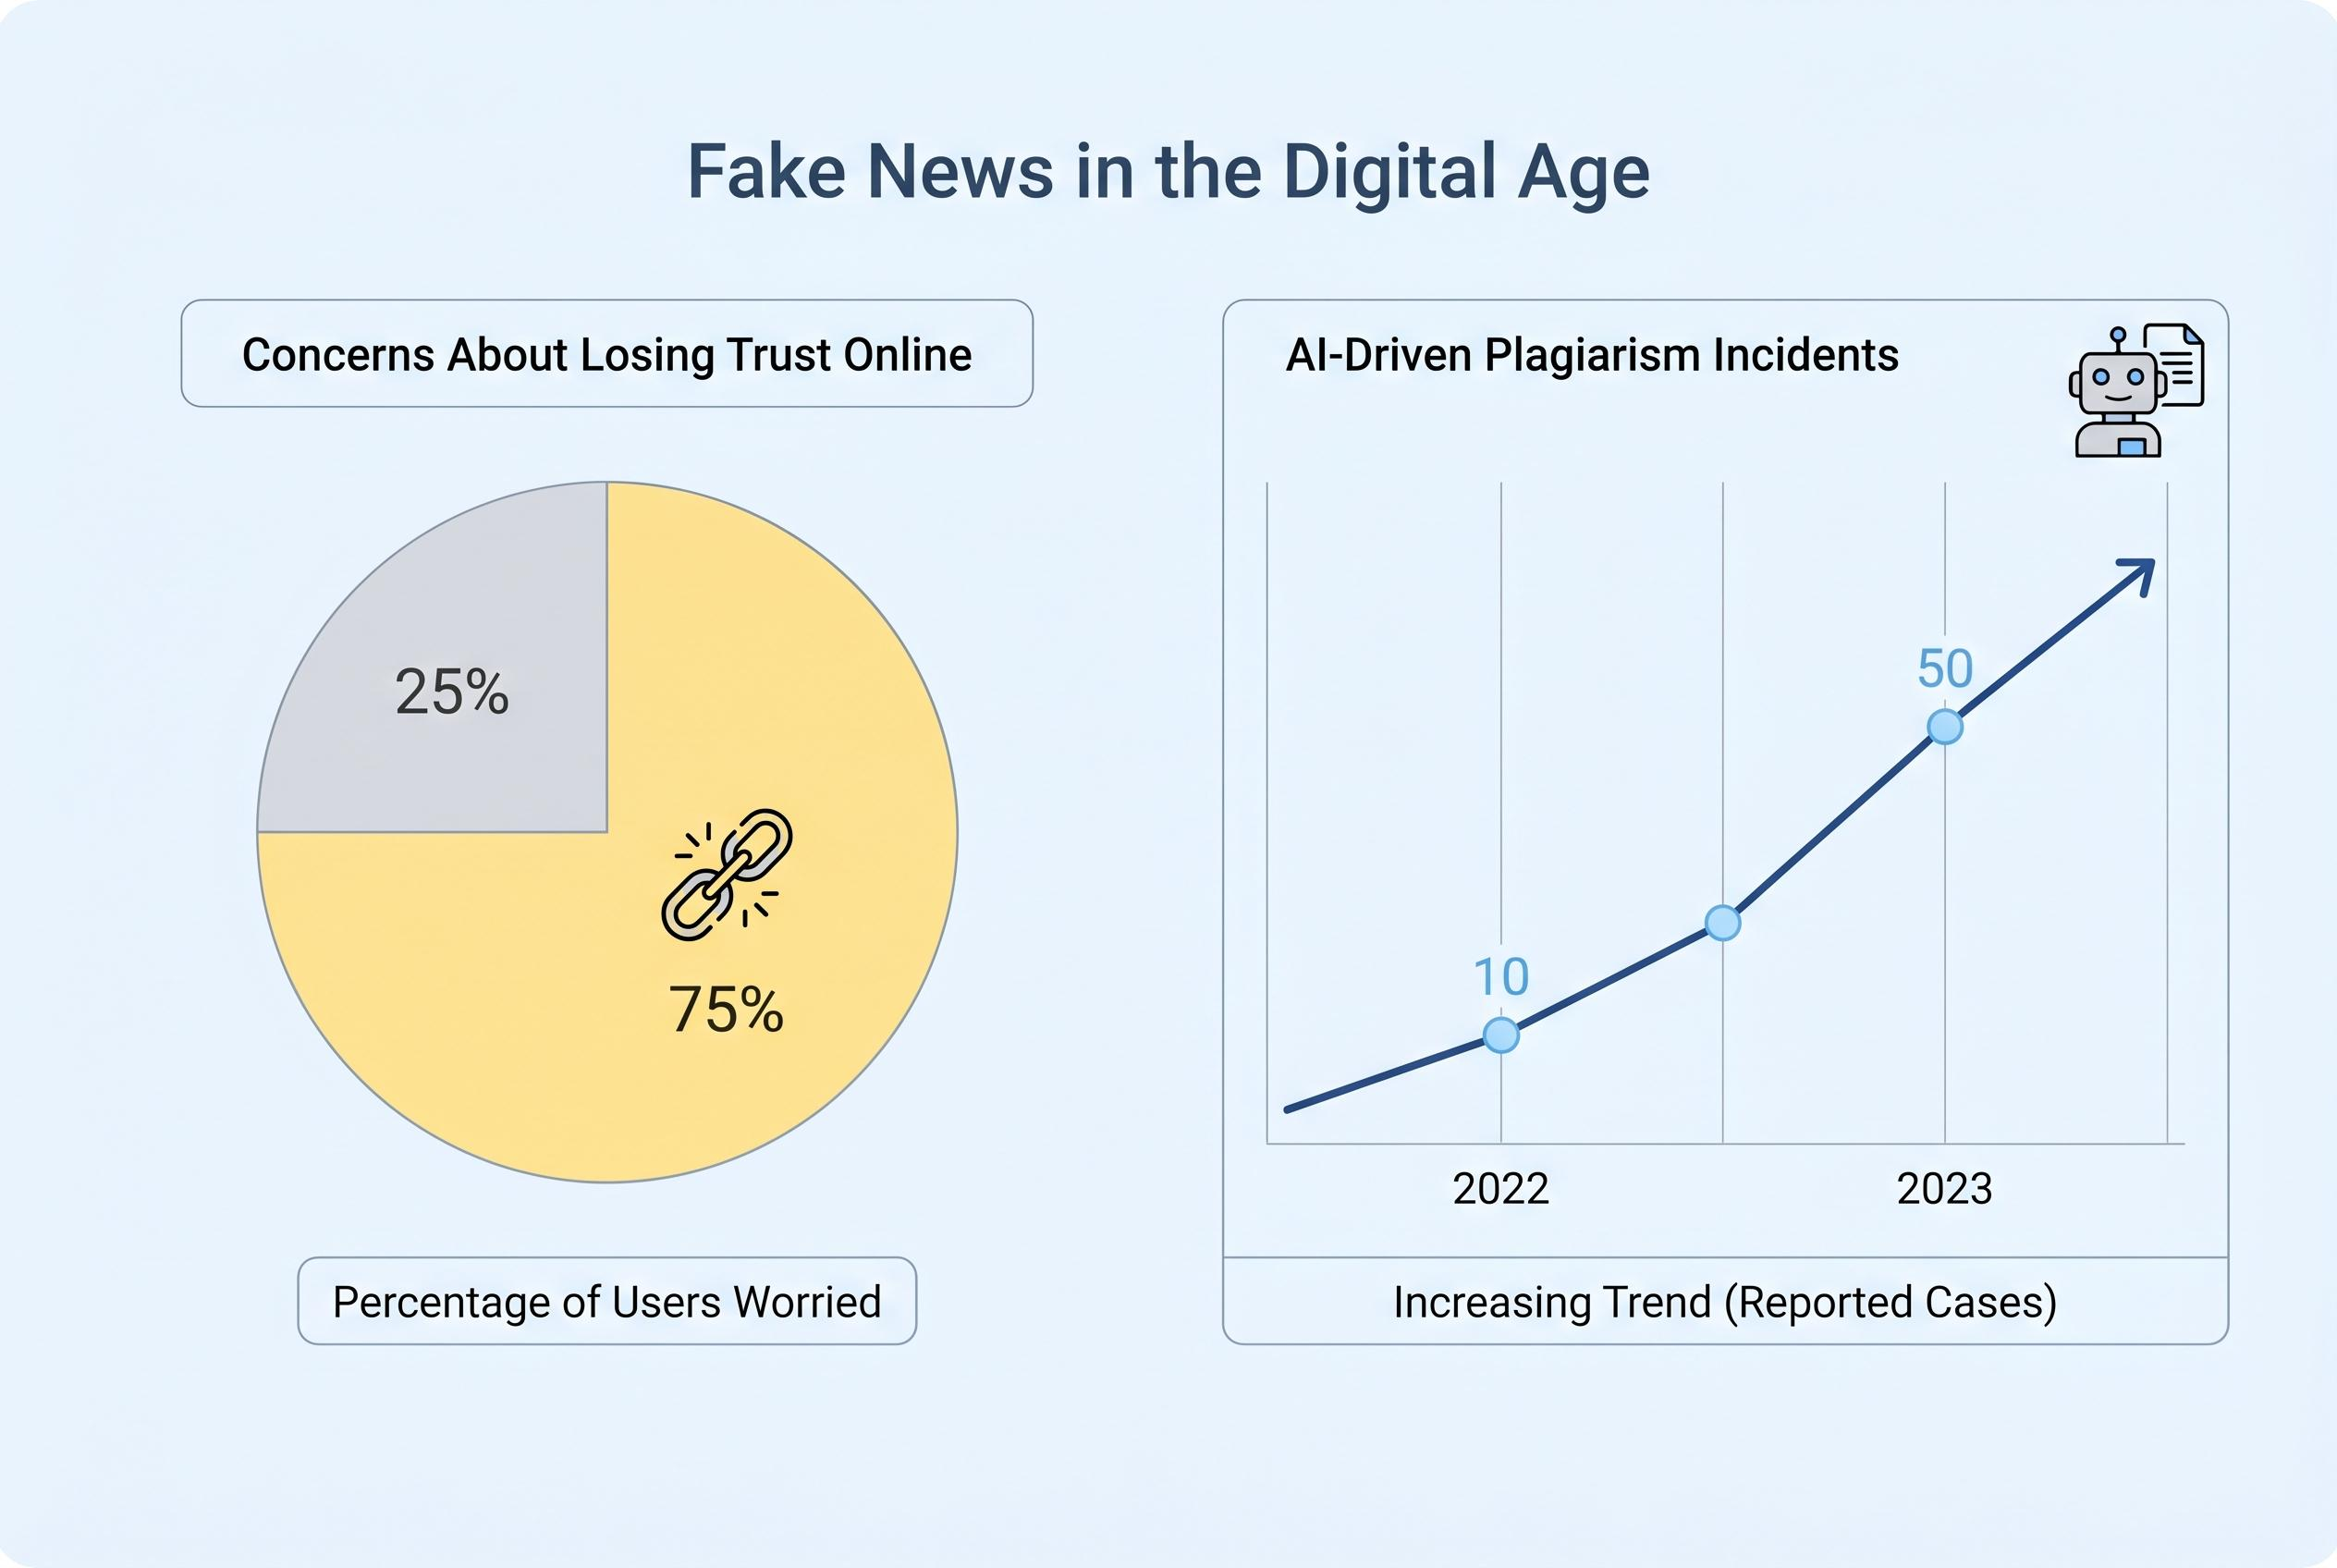 Fake News in the Digital Age
Concerns About Losing Trust Online
25%
75%
Percentage of Users Worried
AI-Driven Plagiarism Incidents
50
10
2022
2023
Increasing Trend (Reported Cases)